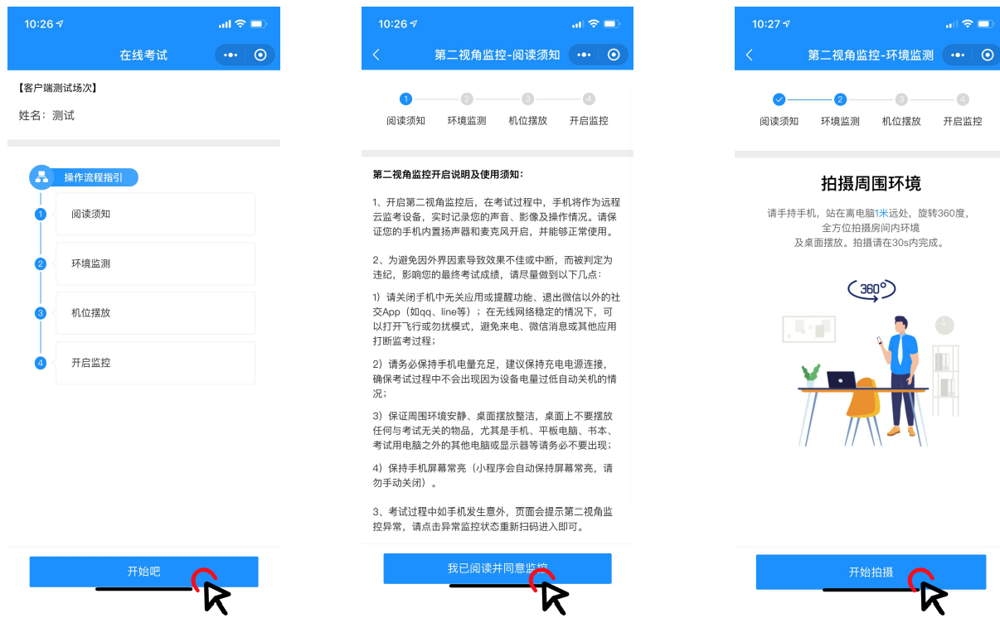 10:26
在线考试
【客户端测试场次】
姓名：测试
操作流程指引
1
阅读须知
2
环境监测
3
机位摆放
4
开启监控
开始吧
10:26
第二视角监控-阅读须知
1 2 3 4
阅读须知 环境监测 机位摆放 开启监控
第二视角监控开启说明及使用须知：
1、开启第二视角监控后，在考试过程中，手机将作为远程
云监考设备，实时记录您的声音、影像及操作情况。请保
证您的手机内置扬声器和麦克风开启，并能够正常使用。
2、为避免因外界因素导致效果不佳或中断，而被判定为
违纪，影响您的最终考试成绩，请尽量做到以下几点：
1）请关闭手机中无关应用或提醒功能、退出微信以外的社
交App（如qq、line等）；在无线网络稳定的情况下，可
以打开飞行或勿扰模式，避免来电、微信消息或其他应用
打断监考过程；
2）请务必保持手机电量充足，建议保持充电电源连接，
确保考试过程中不会出现因为设备电量过低自动关机的情
况；
3）保证周围环境安静、桌面摆放整洁，桌面上不要摆放
任何与考试无关的物品，尤其是手机、平板电脑、书本、
考试用电脑之外的其他电脑或显示器等请务必不要出现；
4）保持手机屏幕常亮（小程序会自动保持屏幕常亮，请
勿手动关闭）。
3、考试过程中如手机发生意外，页面会提示第二视角监
控异常，请点击异常监控状态重新扫码进入即可。
我已阅读并同意监控
10:27
第二视角监控-环境监测
2 3 4
阅读须知 环境监测 机位摆放 开启监控
拍摄周围环境
请手持手机，站在离电脑1米远处，旋转360度，
全方位拍摄房间内环境
及桌面摆放。拍摄请在30s内完成。
360°
开始拍摄